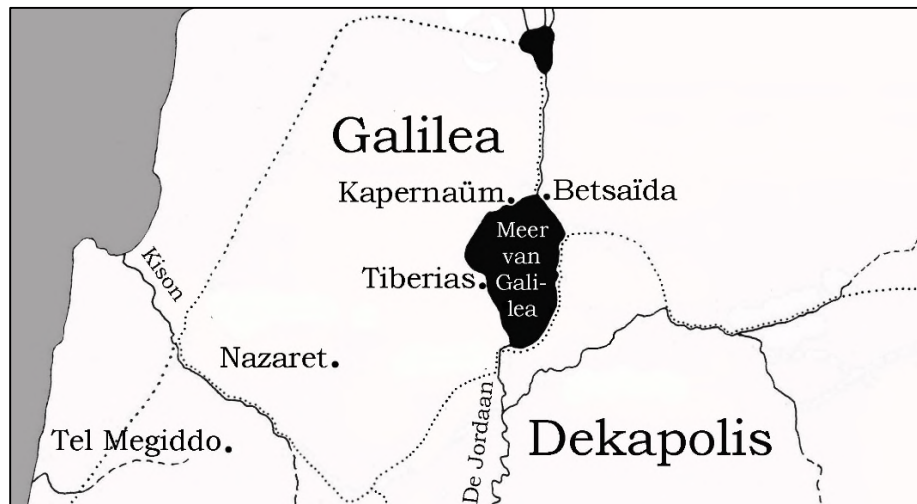 Galilea
Kapernaüm
Betsaïda
Meer
van
Gali-
lea
Kison
Tiberias
Nazaret
Tel Megiddo
De Jordaan
Dekapolis